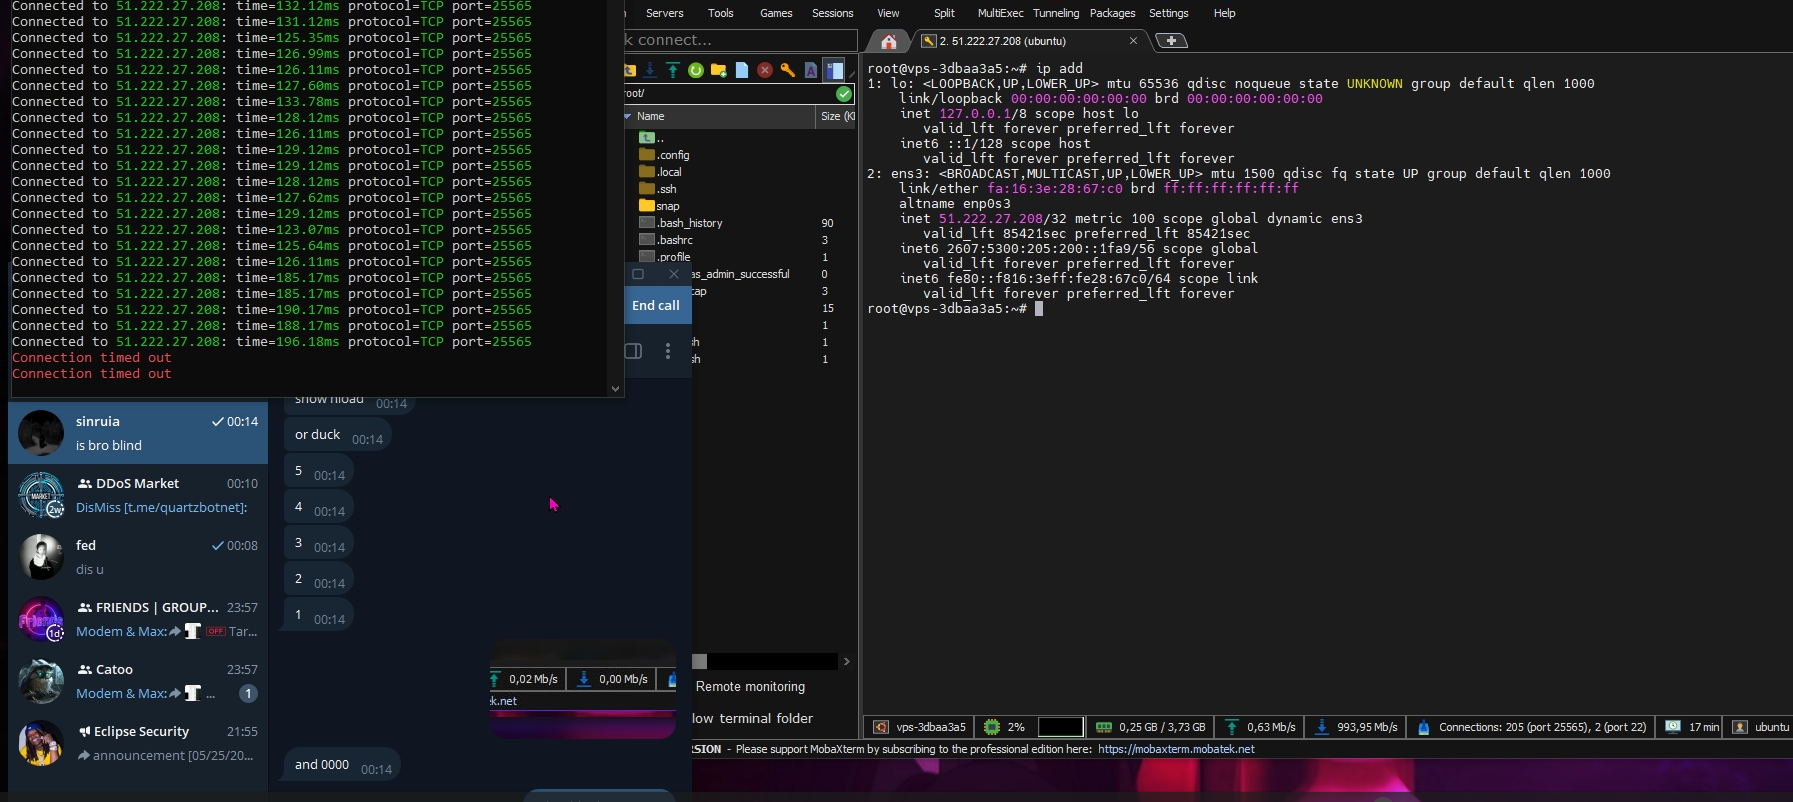 Connected to 51.222.27.208: time=132.12ms protocol=TCP port=25565
Connected to 51.222.27.208: time=131.12ms protocol=TCP port=25565
Connected to 51.222.27.208: time=125.35ms protocol=TCP port=25565
Connected to 51.222.27.208: time=126.99ms protocol=TCP port=25565
Connected to 51.222.27.208: time=126.11ms protocol=TCP port=25565
Connected to 51.222.27.208: time=127.60ms protocol=TCP port=25565
Connected to 51.222.27.208: time=133.78ms protocol=TCP port=25565
Connected to 51.222.27.208: time=128.12ms protocol=TCP port=25565
Connected to 51.222.27.208: time=126.11ms protocol=TCP port=25565
Connected to 51.222.27.208: time=129.12ms protocol=TCP port=25565
Connected to 51.222.27.208: time=129.12ms protocol=TCP port=25565
Connected to 51.222.27.208: time=128.12ms protocol=TCP port=25565
Connected to 51.222.27.208: time=127.62ms protocol=TCP port=25565
Connected to 51.222.27.208: time=129.12ms protocol=TCP port=25565
Connected to 51.222.27.208: time=123.07ms protocol=TCP port=25565
Connected to 51.222.27.208: time=125.64ms protocol=TCP port=25565
Connected to 51.222.27.208: time=126.11ms protocol=TCP port=25565
Connected to 51.222.27.208: time=185.17ms protocol=TCP port=25565
Connected to 51.222.27.208: time=185.17ms protocol=TCP port=25565
Connected to 51.222.27.208: time=190.17ms protocol=TCP port=25565
Connected to 51.222.27.208: time=188.17ms protocol=TCP port=25565
Connected to 51.222.27.208: time=196.18ms protocol=TCP port=25565
Connection timed out
Connection timed out
sinruia 00:14
is bro blind
DDoS Market 00:10
DisMiss [t.me/quartzbotnet]:
fed 00:08
dis u
FRIENDS | GROUP... 23:57
Modem & Max: OFF Tar...
Catoo 23:57
Modem & Max: ... 1
Eclipse Security 21:55
announcement [05/25/20...
show nload 00:14
or duck 00:14
5 00:14
4 00:14
3 00:14
2 00:14
1 00:14
0,02 Mb/s 0,00 Mb/s
ek.net
and 0000 00:14
End call
Servers Tools Games Sessions View Split MultiExec Tunneling Packages Settings Help
k connect...
root/
Name Size (K
..
.config
.local
.ssh
snap
.bash_history 90
.bashrc 3
.profile 1
as_admin_successful 0
cap 3
15
1
sh 1
sh 1
Remote monitoring
low terminal folder
2. 51.222.27.208 (ubuntu)
root@vps-3dbaa3a5:~# ip add
1: lo: <LOOPBACK,UP,LOWER_UP> mtu 65536 qdisc noqueue state UNKNOWN group default qlen 1000
link/loopback 00:00:00:00:00:00 brd 00:00:00:00:00:00
inet 127.0.0.1/8 scope host lo
valid_lft forever preferred_lft forever
inet6 ::1/128 scope host
valid_lft forever preferred_lft forever
2: ens3: <BROADCAST,MULTICAST,UP,LOWER_UP> mtu 1500 qdisc fq state UP group default qlen 1000
link/ether fa:16:3e:28:67:c0 brd ff:ff:ff:ff:ff:ff
altname enp0s3
inet 51.222.27.208/32 metric 100 scope global dynamic ens3
valid_lft 85421sec preferred_lft 85421sec
inet6 2607:5300:205:200::1fa9/56 scope global
valid_lft forever preferred_lft forever
inet6 fe80::f816:3eff:fe28:67c0/64 scope link
valid_lft forever preferred_lft forever
root@vps-3dbaa3a5:~#
vps-3dbaa3a5 2% 0,25 GB / 3,73 GB 0,63 Mb/s 993,95 Mb/s Connections: 205 (port 25565), 2 (port 22) 17 min ubuntu
RSION - Please support MobaXterm by subscribing to the professional edition here: https://mobaxterm.mobatek.net